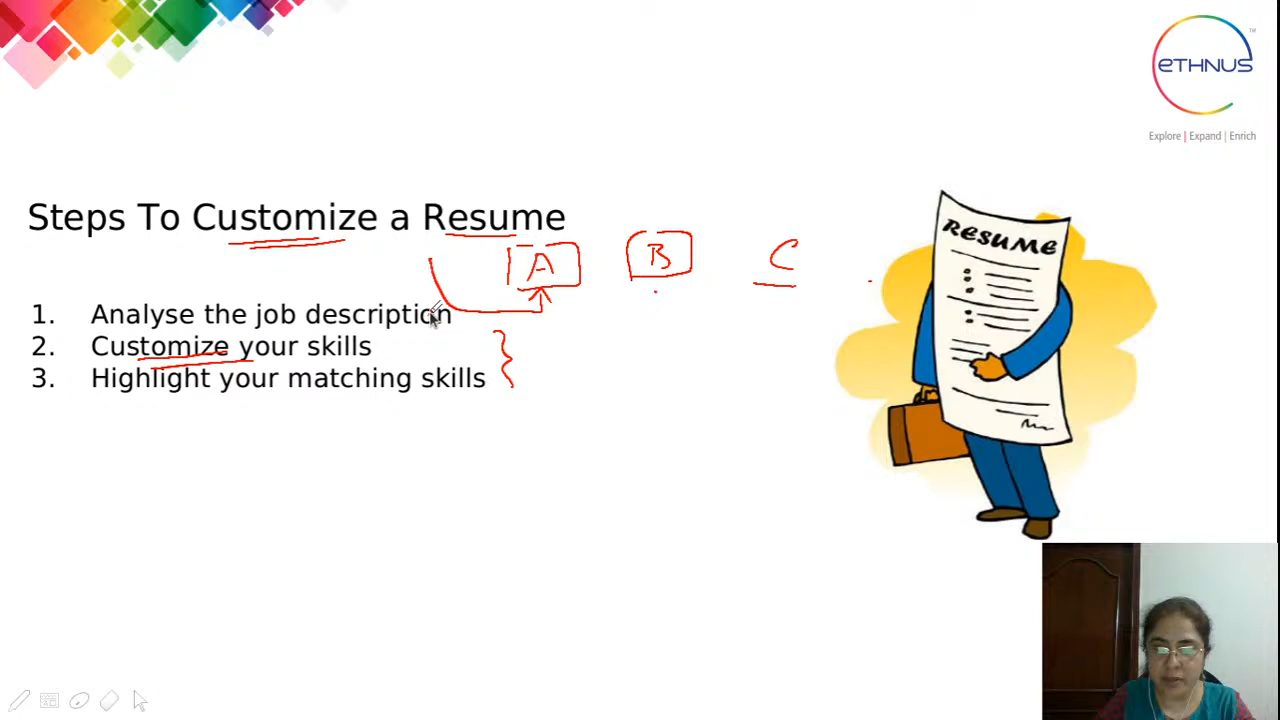 ETHNUS
TM
Explore | Expand | Enrich
Steps To Customize a Resume
A B C
1. Analyse the job description
2. Customize your skills
3. Highlight your matching skills
RESUME